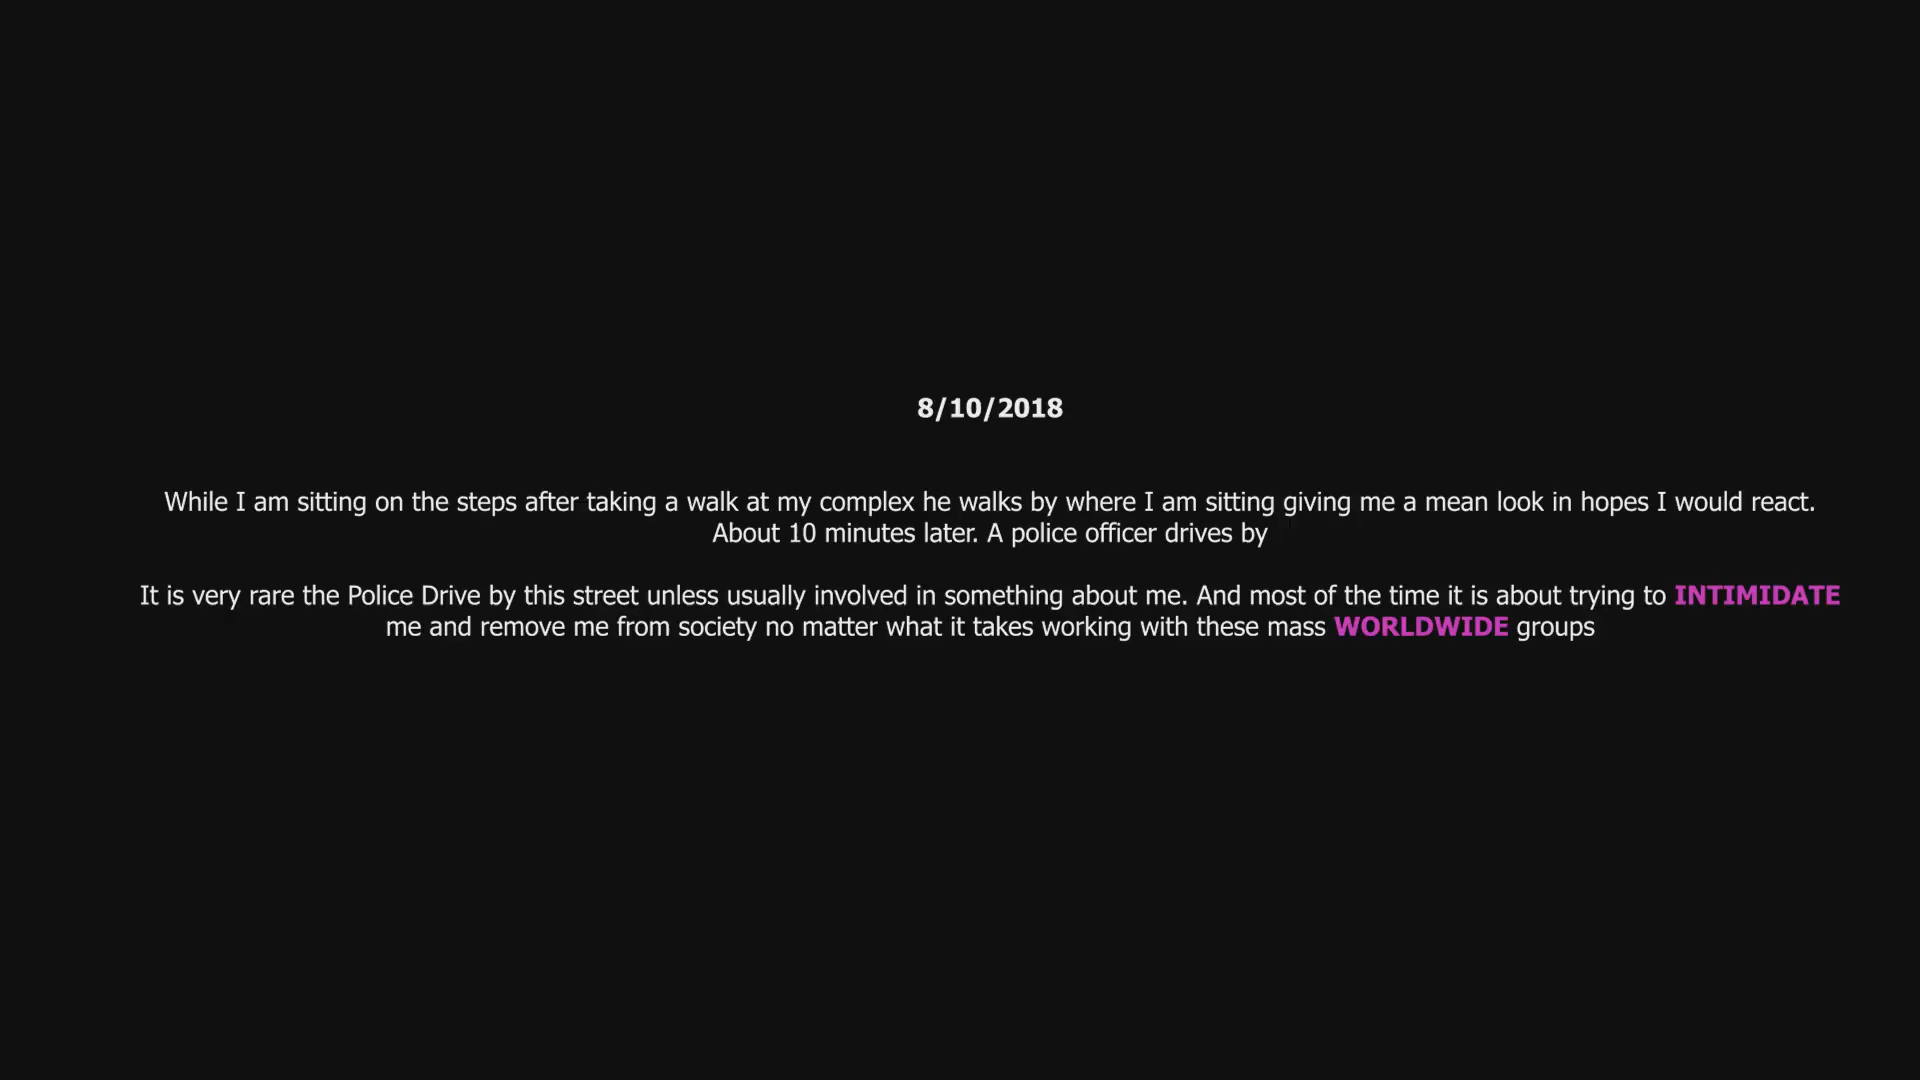 8/10/2018
While I am sitting on the steps after taking a walk at my complex he walks by where I am sitting giving me a mean look in hopes I would react.
About 10 minutes later. A police officer drives by
It is very rare the Police Drive by this street unless usually involved in something about me. And most of the time it is about trying to INTIMIDATE
me and remove me from society no matter what it takes working with these mass WORLDWIDE groups